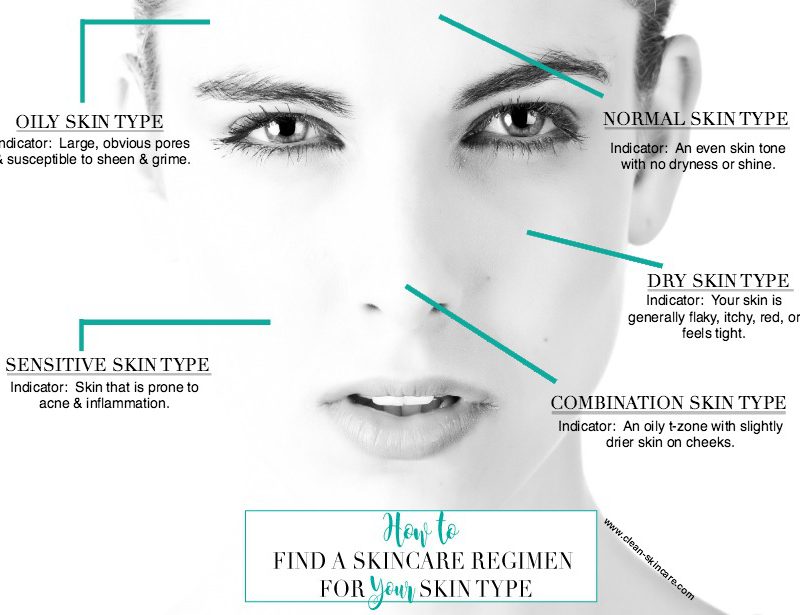 OILY SKIN TYPE
ndicator: Large, obvious pores
& susceptible to sheen & grime.
NORMAL SKIN TYPE
Indicator: An even skin tone
with no dryness or shine.
DRY SKIN TYPE
Indicator: Your skin is
generally flaky, itchy, red, or
feels tight.
SENSITIVE SKIN TYPE
Indicator: Skin that is prone to
acne & inflammation.
COMBINATION SKIN TYPE
Indicator: An oily t-zone with slightly
drier skin on cheeks.
How to
FIND A SKINCARE REGIMEN
FOR Your SKIN TYPE
www.clean-skincare.com